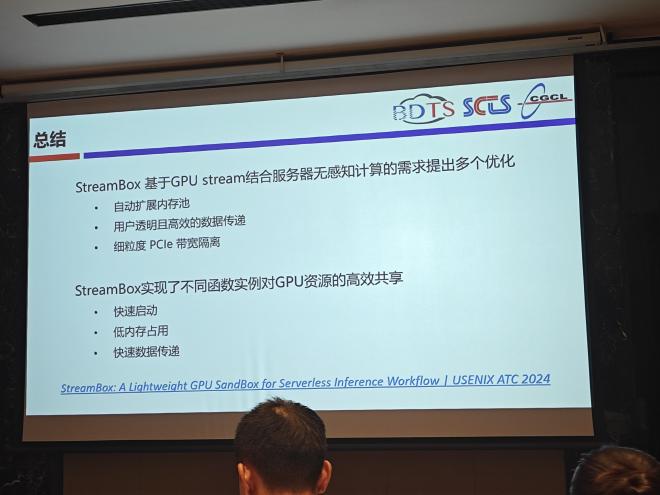 BDTS SCTS CGCL
总结
StreamBox 基于GPU stream结合服务器无感知计算的需求提出多个优化
• 自动扩展内存池
• 用户透明且高效的数据传递
• 细粒度 PCIe 带宽隔离
StreamBox实现了不同函数实例对GPU资源的高效共享
• 快速启动
• 低内存占用
• 快速数据传递
StreamBox: A Lightweight GPU SandBox for Serverless Inference Workflow | USENIX ATC 2024